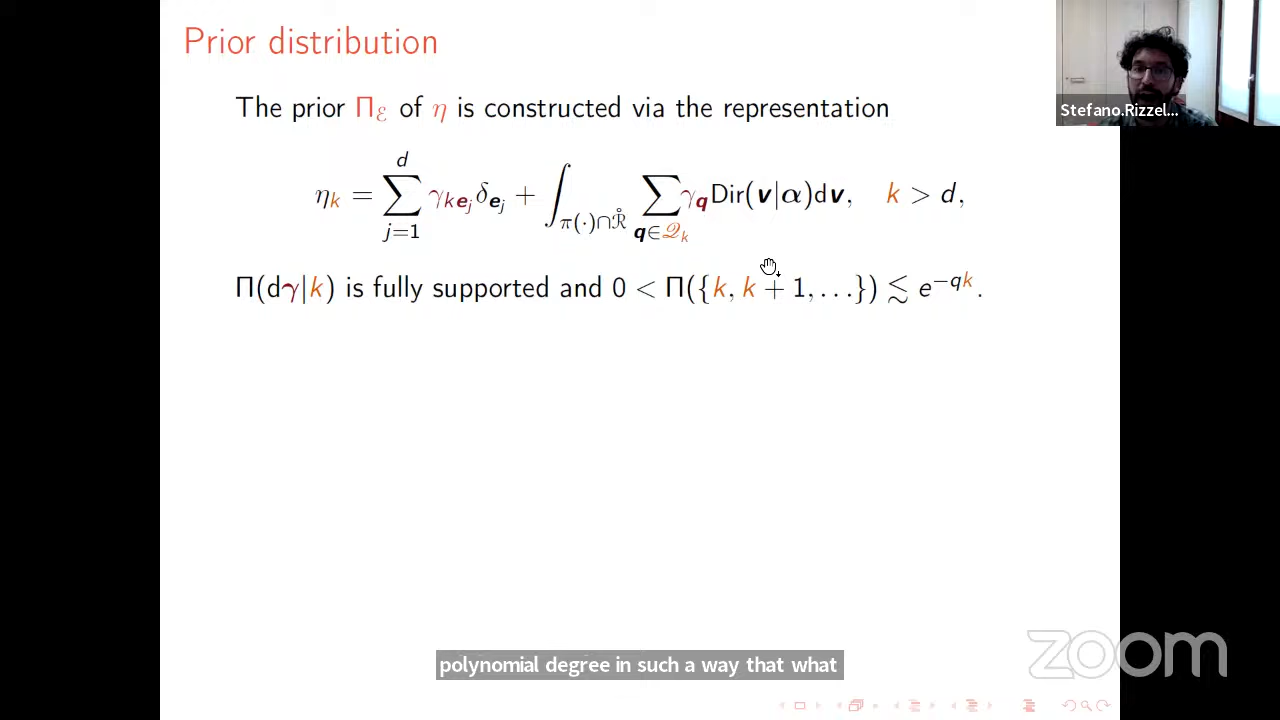 Prior distribution
Stefano.Rizzel...
The prior Π_ℰ of η is constructed via the representation
η_k = ∑_{j=1}^{d} γ_{ke_j} δ_{e_j} + ∫_{π(·)∩ℛ̊} ∑_{q∈𝒬_k} γ_q Dir(v|α)dv, k > d,
Π(dγ|k) is fully supported and 0 < Π({k, k + 1, . . .}) ≲ e^{−qk}.
polynomial degree in such a way that what
zoom